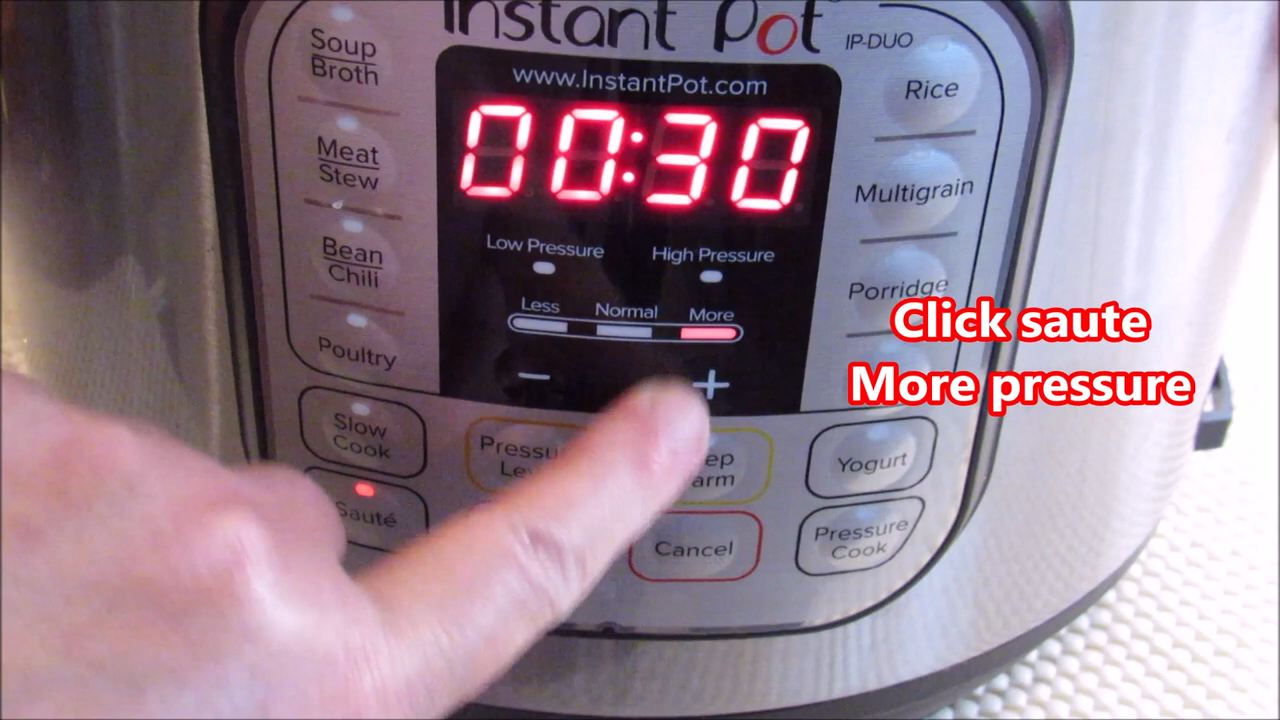 Instant Pot
IP-DUO
www.InstantPot.com
00:30
Low Pressure
High Pressure
Less
Normal
More
−
+
Soup
Broth
Meat
Stew
Bean
Chili
Poultry
Slow
Cook
Sauté
Cancel
Rice
Multigrain
Porridge
Yogurt
Pressure
Cook
Click saute
More pressure